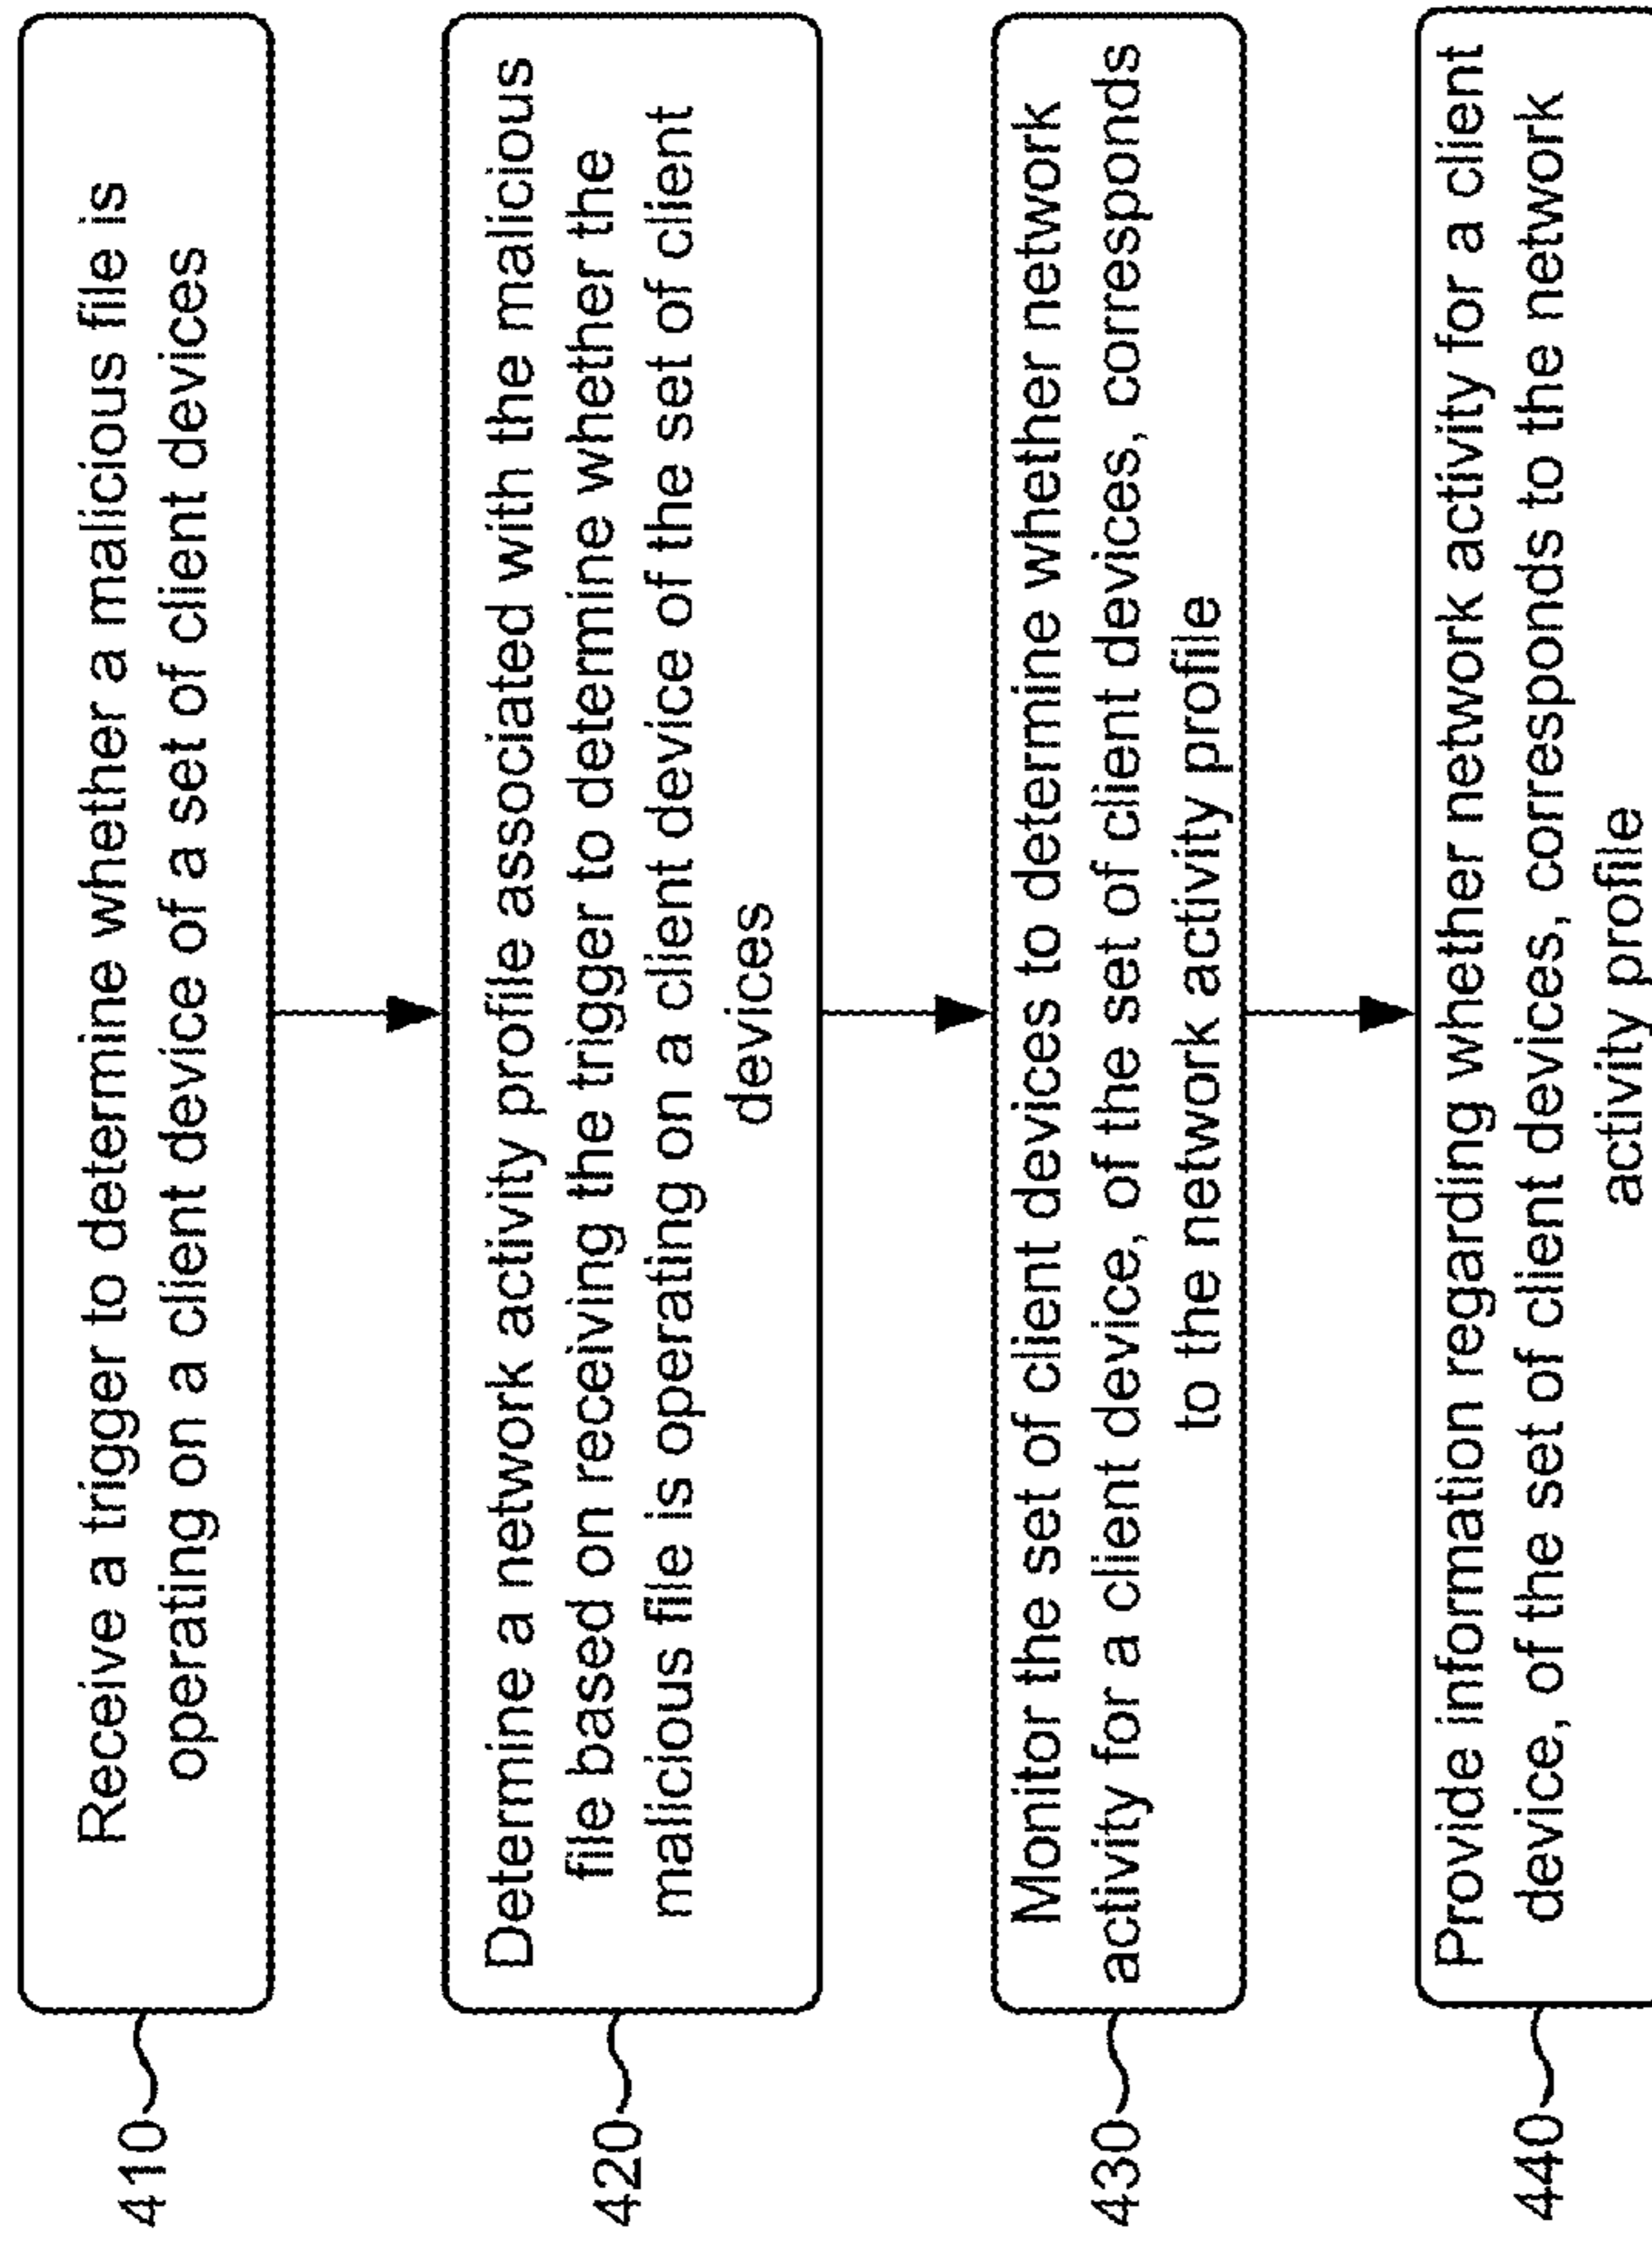 410
Receive a trigger to determine whether a malicious file is
operating on a client device of a set of client devices
420
Determine a network activity profile associated with the malicious
file based on receiving the trigger to determine whether the
malicious file is operating on a client device of the set of client
devices
430
Monitor the set of client devices to determine whether network
activity for a client device, of the set of client devices, corresponds
to the network activity profile
440
Provide information regarding whether network activity for a client
device, of the set of client devices, corresponds to the network
activity profile